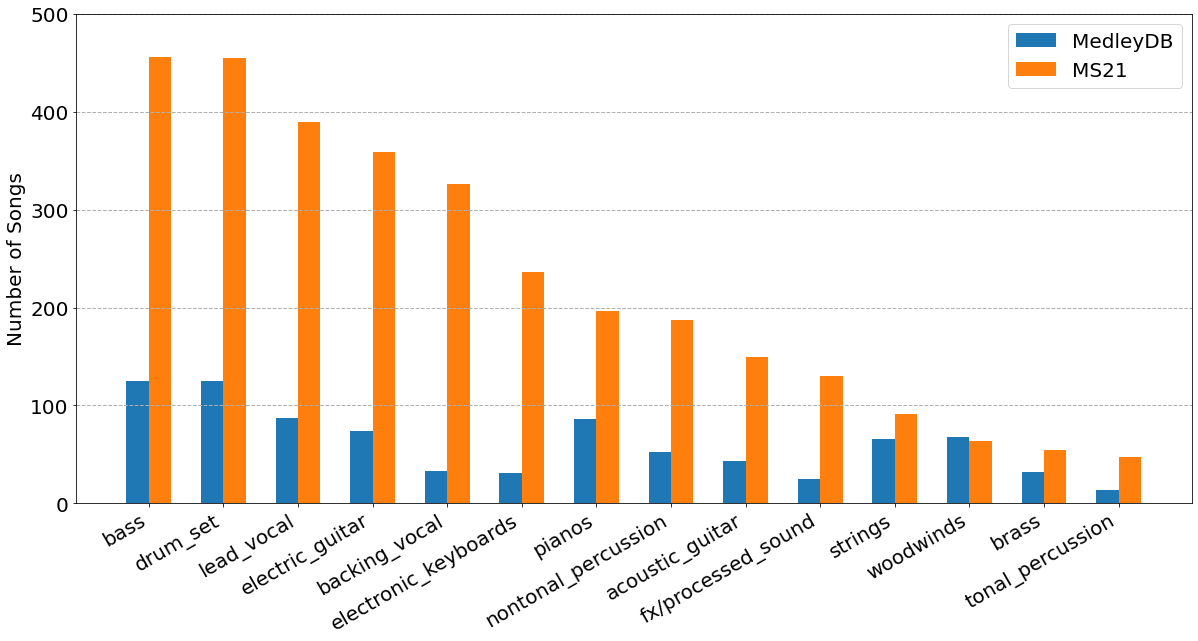 500
400
300
200
100
0
Number of Songs
MedleyDB
MS21
bass
drum_set
lead_vocal
electric_guitar
backing_vocal
electronic_keyboards
pianos
nontonal_percussion
acoustic_guitar
fx/processed_sound
strings
woodwinds
brass
tonal_percussion